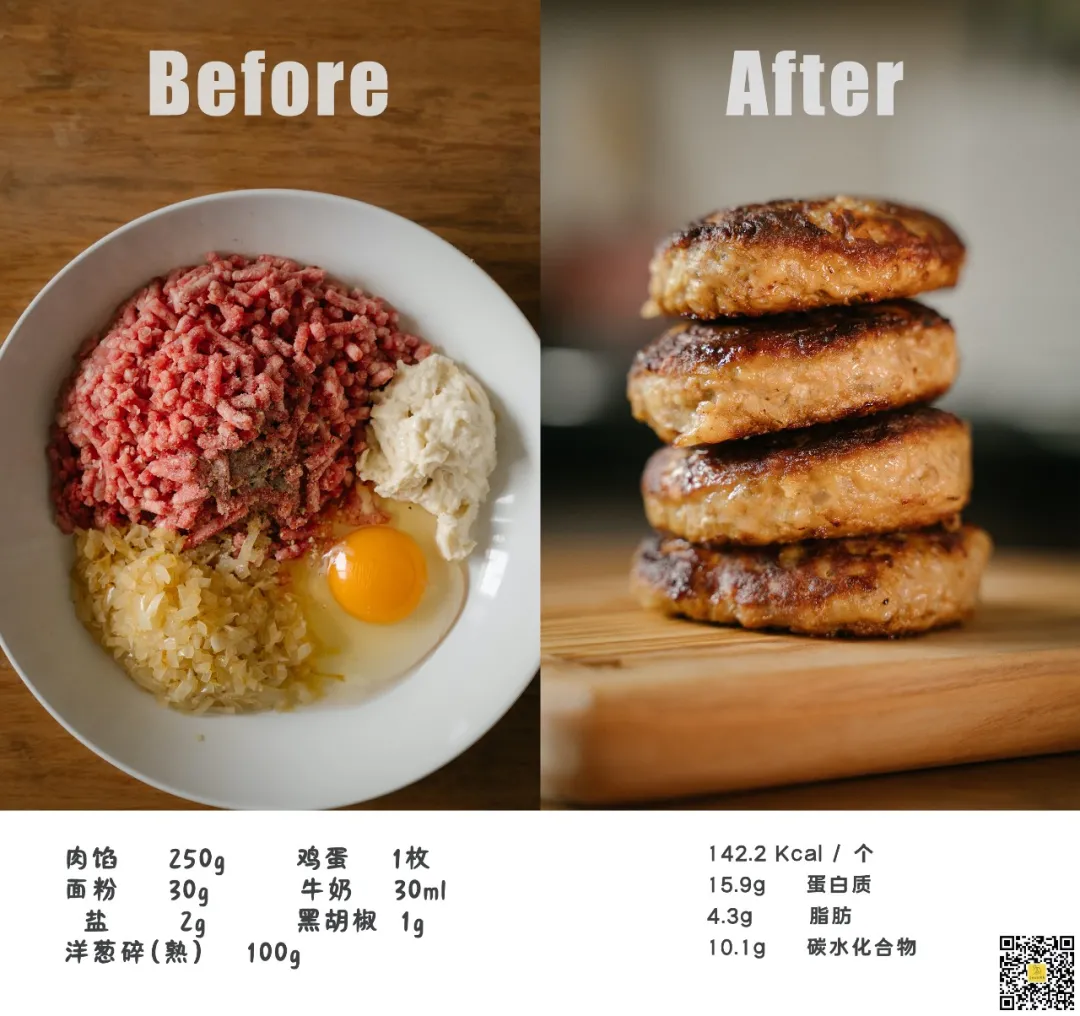 Before
After
肉馅 250g 鸡蛋 1枚
面粉 30g 牛奶 30ml
盐 2g 黑胡椒 1g
洋葱碎(熟) 100g
142.2 Kcal / 个
15.9g 蛋白质
4.3g 脂肪
10.1g 碳水化合物